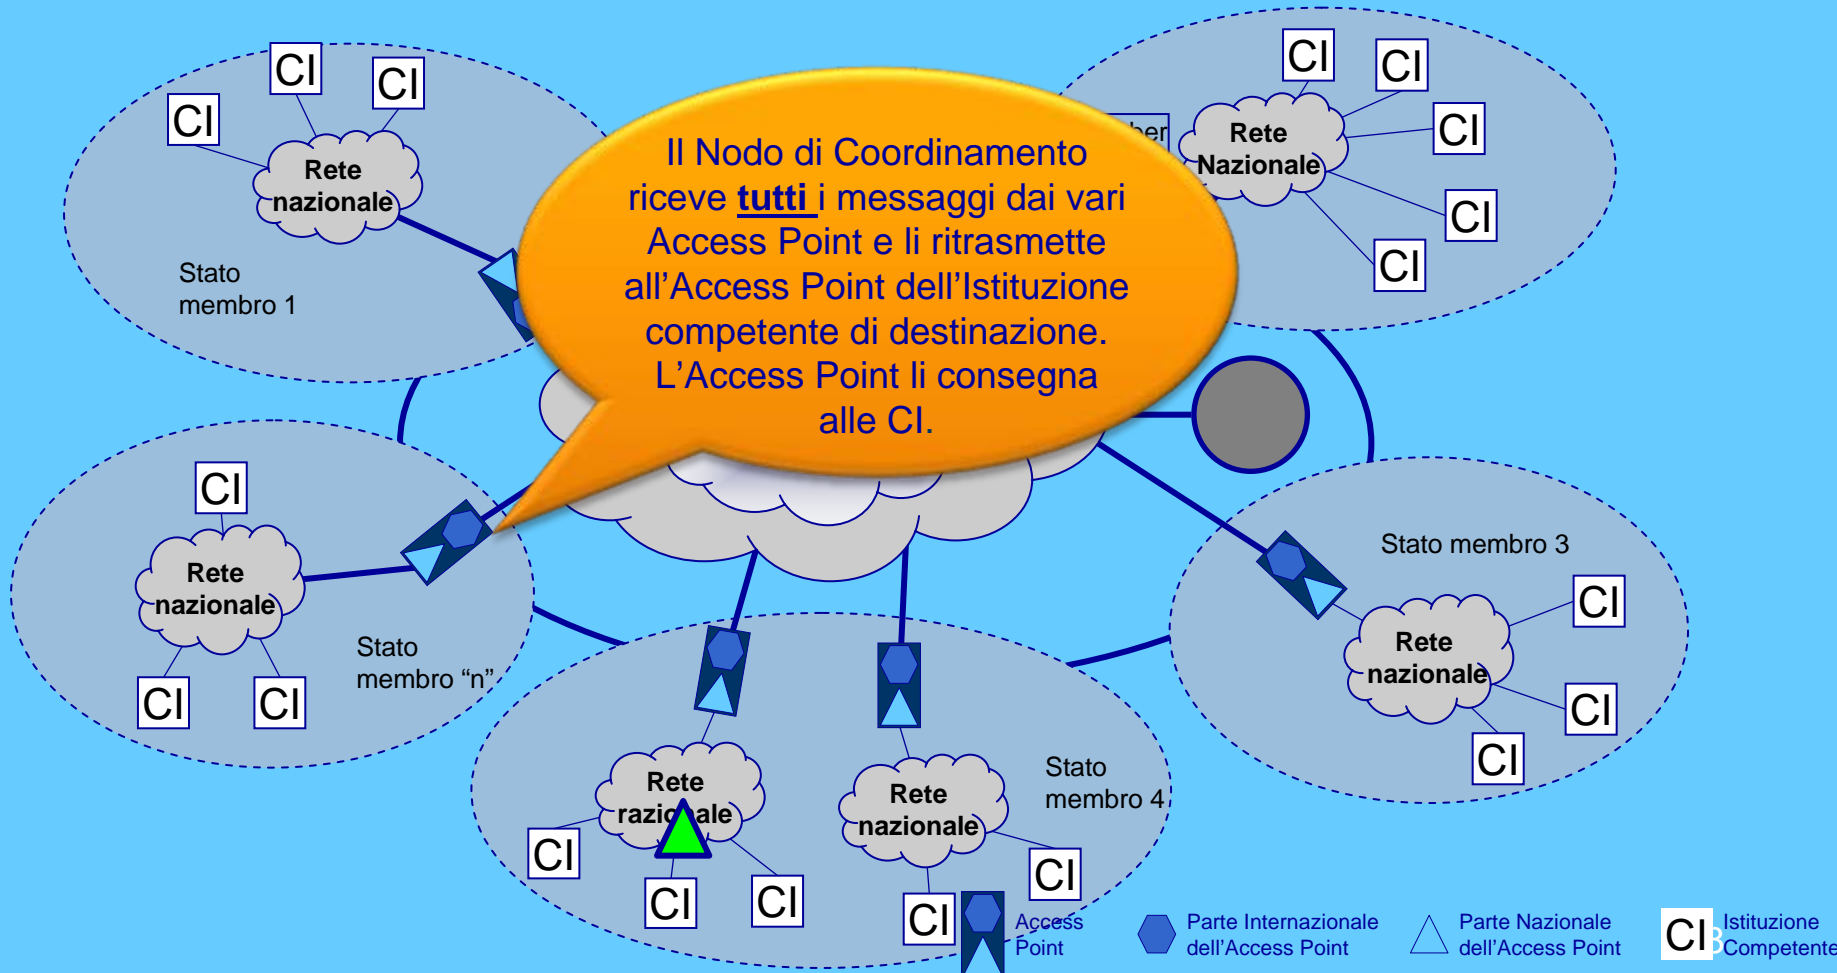 CI
CI
CI
Rete
nazionale
Stato
membro 1
Il Nodo di Coordinamento
riceve tutti i messaggi dai vari
Access Point e li ritrasmette
all’Access Point dell’Istituzione
competente di destinazione.
L’Access Point li consegna
alle CI.
CI
CI
CI
CI
CI
Rete
Nazionale
CI
Rete
nazionale
CI
CI
Stato
membro “n”
Stato membro 3
CI
Rete
nazionale
CI
CI
Rete
CI
CI
CI
Rete
nazionale
Stato
membro 4
CI
CI
Access
Point
Parte Internazionale
dell’Access Point
Parte Nazionale
dell’Access Point
CI
Istituzione
Competente